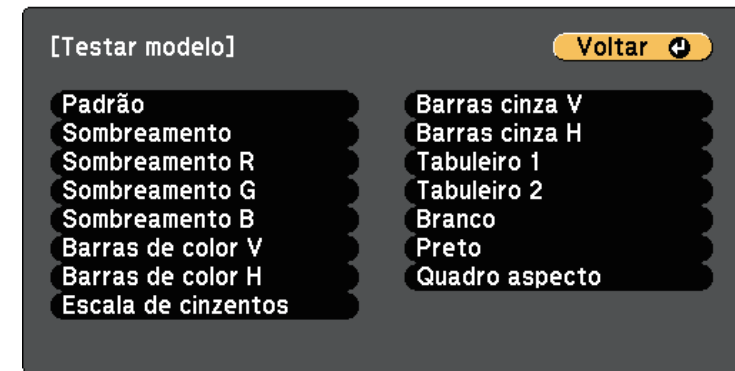 [Testar modelo]
Voltar
Padrão
Sombreamento
Sombreamento R
Sombreamento G
Sombreamento B
Barras de color V
Barras de color H
Escala de cinzentos
Barras cinza V
Barras cinza H
Tabuleiro 1
Tabuleiro 2
Branco
Preto
Quadro aspecto